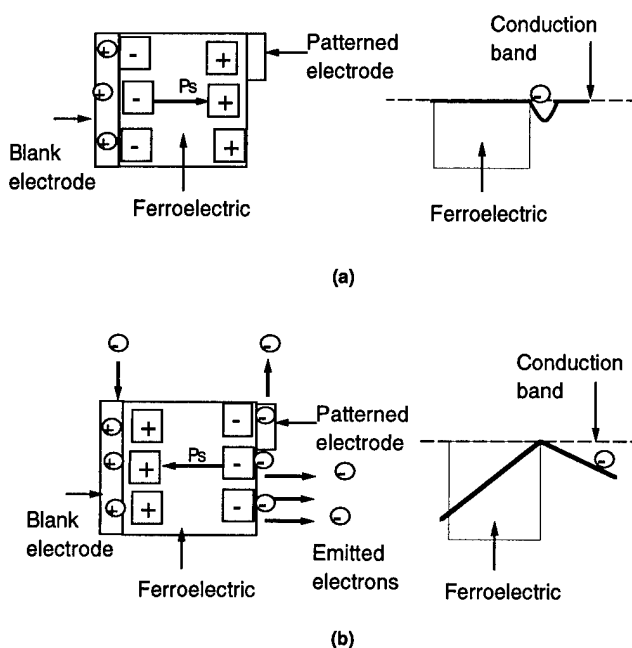 Patterned
electrode
Ps
Blank
electrode
Ferroelectric
Conduction
band
Ferroelectric
(a)
Patterned
electrode
Ps
Blank
electrode
Ferroelectric
Emitted
electrons
Conduction
band
Ferroelectric
(b)